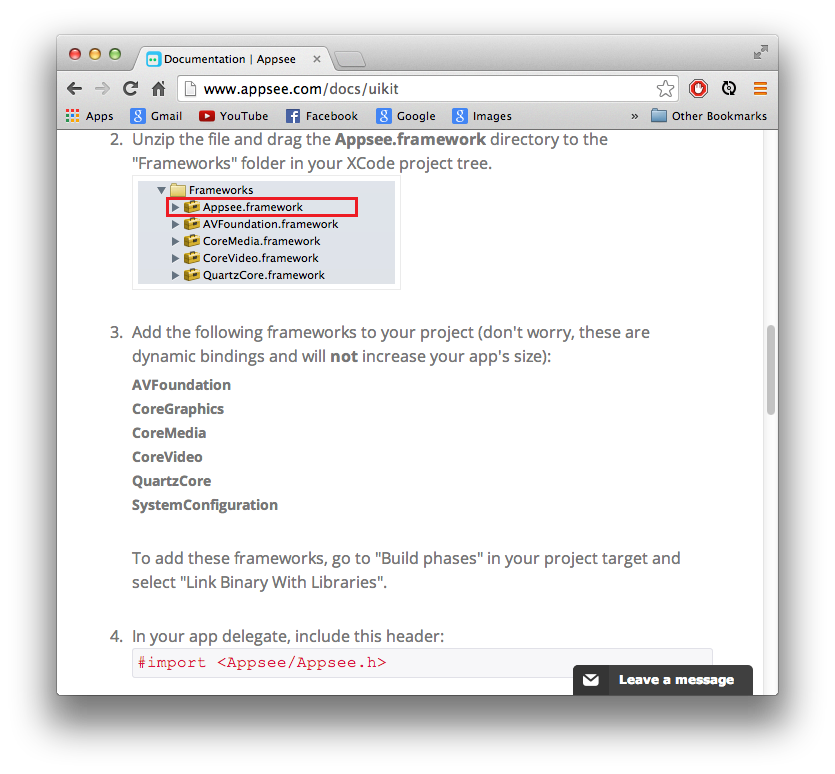 Documentation | Appsee
www.appsee.com/docs/uikit
Apps Gmail YouTube Facebook Google Images » Other Bookmarks
2. Unzip the file and drag the Appsee.framework directory to the
"Frameworks" folder in your XCode project tree.
Frameworks
Appsee.framework
AVFoundation.framework
CoreMedia.framework
CoreVideo.framework
QuartzCore.framework
3. Add the following frameworks to your project (don't worry, these are
dynamic bindings and will not increase your app's size):
AVFoundation
CoreGraphics
CoreMedia
CoreVideo
QuartzCore
SystemConfiguration
To add these frameworks, go to "Build phases" in your project target and
select "Link Binary With Libraries".
4. In your app delegate, include this header:
#import <Appsee/Appsee.h>
Leave a message